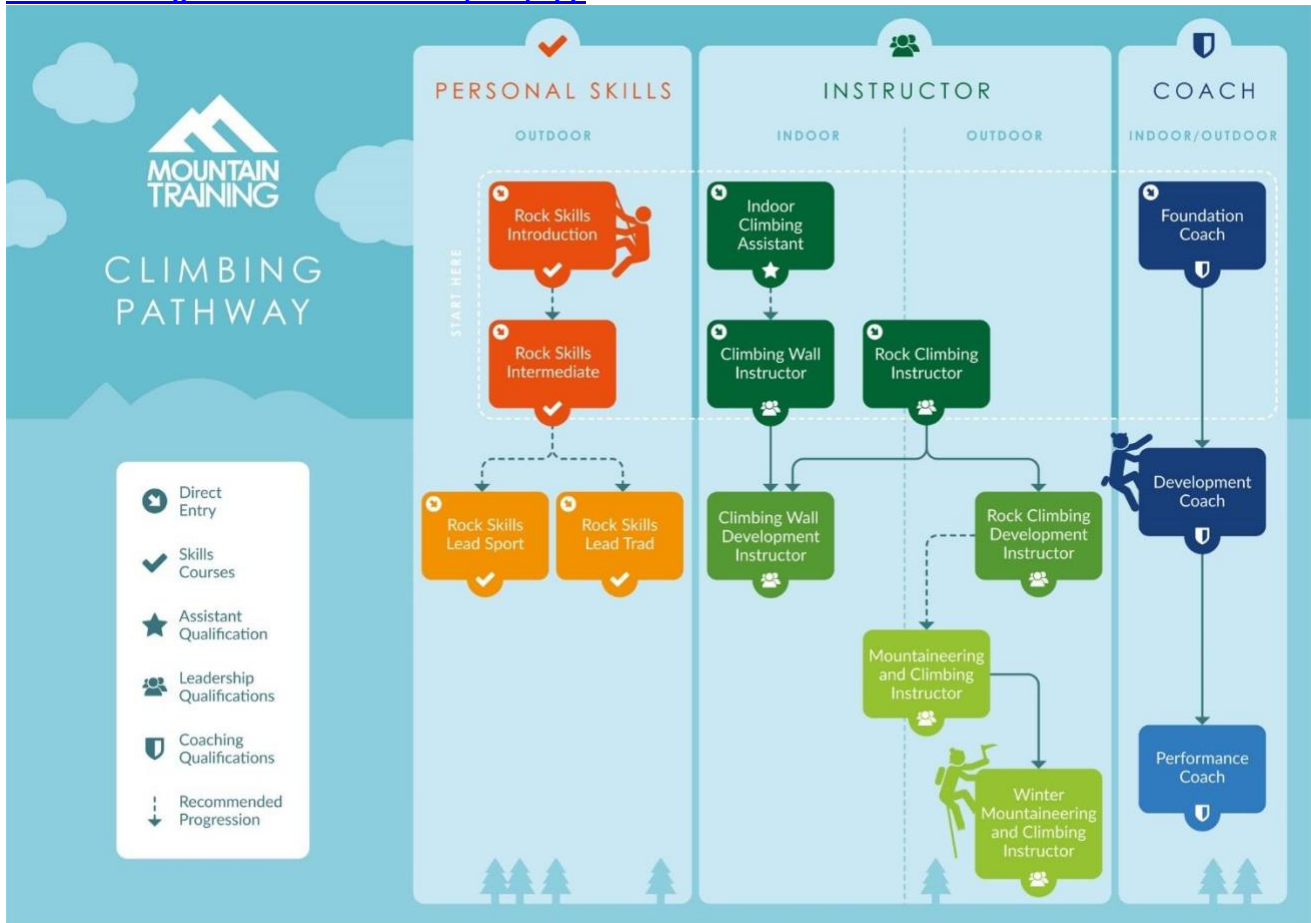 MOUNTAIN
TRAINING
CLIMBING
PATHWAY
Direct
Entry
Skills
Courses
Assistant
Qualification
Leadership
Qualifications
Coaching
Qualifications
Recommended
Progression
PERSONAL SKILLS
OUTDOOR
START HERE
Rock Skills
Introduction
Rock Skills
Intermediate
Rock Skills
Lead Sport
Rock Skills
Lead Trad
INSTRUCTOR
INDOOR
OUTDOOR
Indoor
Climbing
Assistant
Climbing Wall
Instructor
Rock Climbing
Instructor
Climbing Wall
Development
Instructor
Rock Climbing
Development
Instructor
Mountaineering
and Climbing
Instructor
Winter
Mountaineering
and Climbing
Instructor
COACH
INDOOR/OUTDOOR
Foundation
Coach
Development
Coach
Performance
Coach